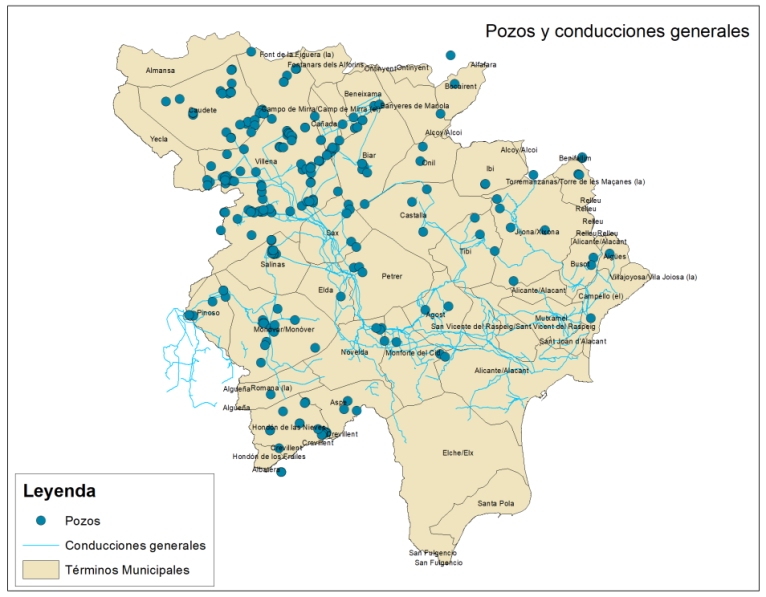 Pozos y conducciones generales
Font de la Figuera (la)
Fontanars dels Alforins
Ontinyent
Ontinyent
Alfafara
Almansa
Bocairent
Beneixama
Banyeres de Mariola
Caudete
Campo de Mirra/Camp de Mirra (el)
Cañada
Alcoy/Alcoi
Yecla
Alcoy/Alcoi
Villena
Biar
Onil
Ibi
Benifallim
Torremanzanas/Torre de les Maçanes (la)
Relleu
Relleu
Castalla
Relleu
Sax
Jijona/Xixona
Relleu
Relleu
Alicante/Alacant
Tibi
Aigües
Salinas
Busot
Petrer
Villajoyosa/Vila Joiosa (la)
Elda
Alicante/Alacant
Campello (el)
Pinoso
Agost
Mutxamel
Monóvar/Monòver
San Vicente del Raspeig/Sant Vicent del Raspeig
Sant Joan d'Alacant
Novelda
Monforte del Cid
Alicante/Alacant
Algueña
Romana (la)
Algueña
Aspe
Hondón de las Nieves
Crevillent
Crevillent
Crevillent
Hondón de los Frailes
Elche/Elx
Albatera
Santa Pola
San Fulgencio
San Fulgencio
Leyenda
Pozos
Conducciones generales
Términos Municipales